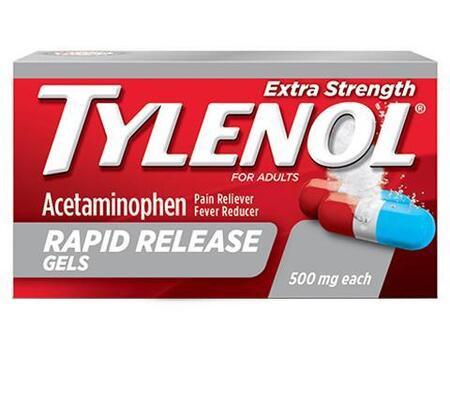 Extra Strength
TYLENOL®
FOR ADULTS
Acetaminophen Pain Reliever
Fever Reducer
RAPID RELEASE
GELS
500 mg each